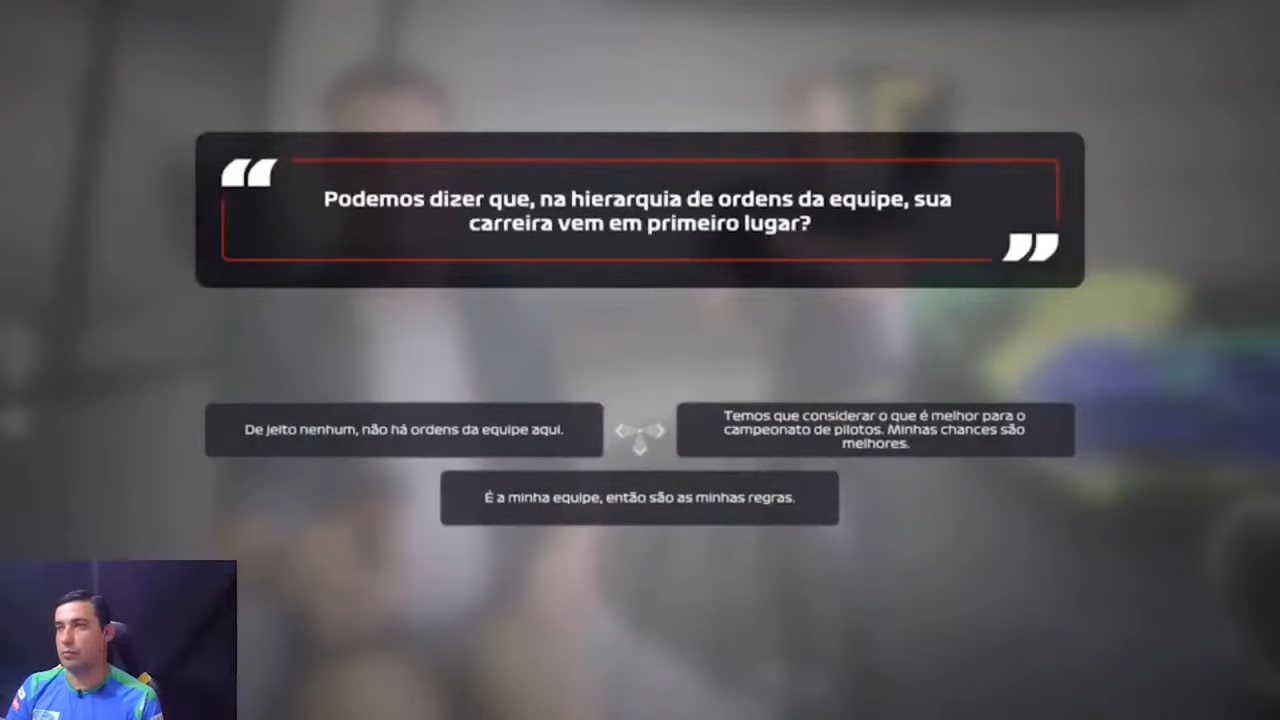 Podemos dizer que, na hierarquia de ordens da equipe, sua
carreira vem em primeiro lugar?
De jeito nenhum, não há ordens da equipe aqui.
Temos que considerar o que é melhor para o
campeonato de pilotos. Minhas chances são
melhores.
É a minha equipe, então são as minhas regras.